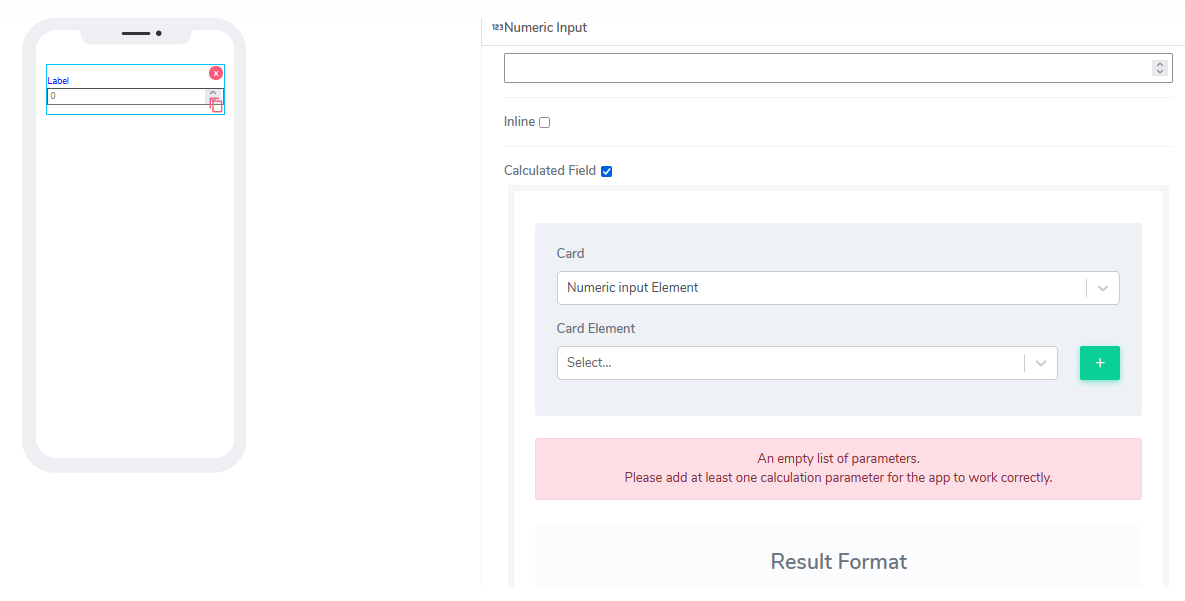 123 Numeric Input
Label
0
Inline
Calculated Field
Card
Numeric input Element
Card Element
Select...
+
An empty list of parameters.
Please add at least one calculation parameter for the app to work correctly.
Result Format